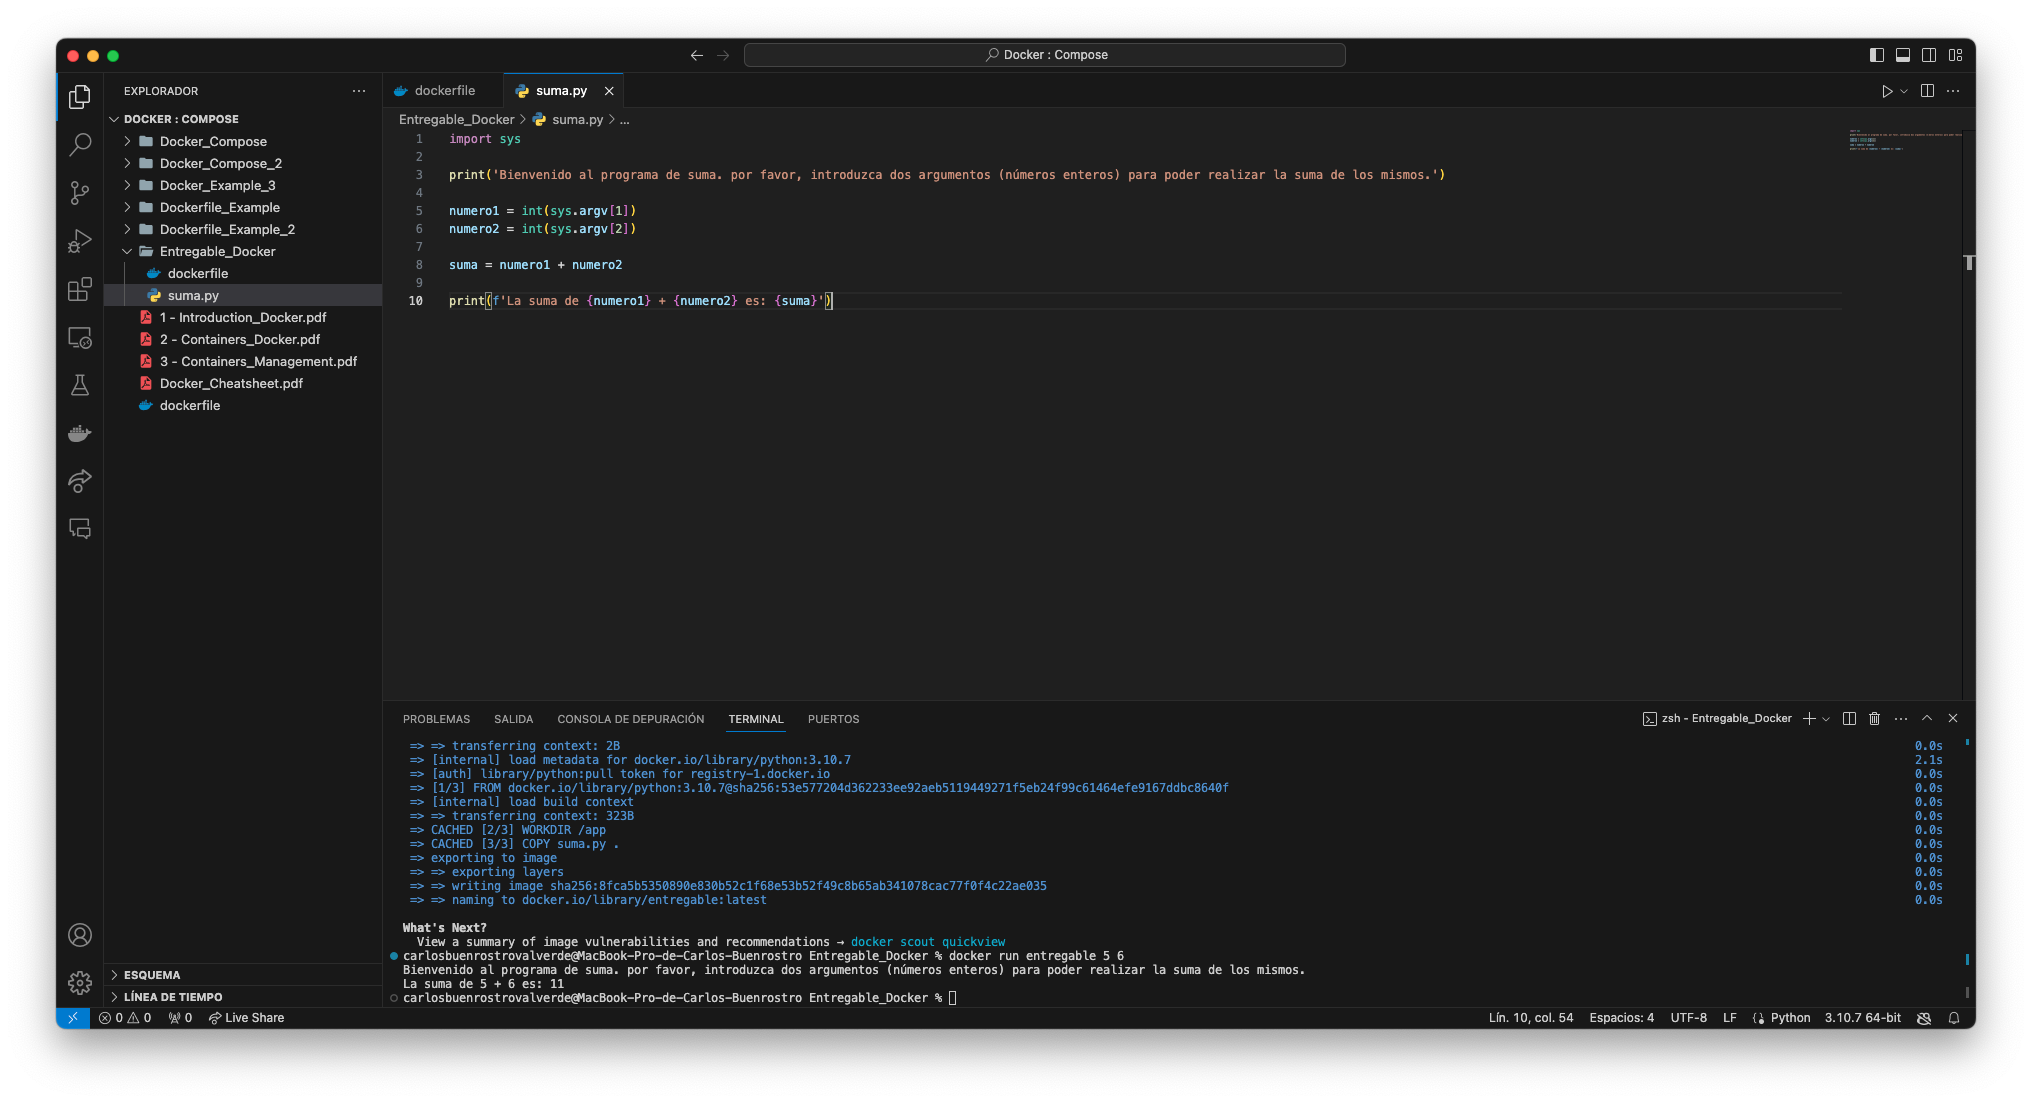 Docker : Compose
EXPLORADOR
DOCKER : COMPOSE
Docker_Compose
Docker_Compose_2
Docker_Example_3
Dockerfile_Example
Dockerfile_Example_2
Entregable_Docker
dockerfile
suma.py
1 - Introduction_Docker.pdf
2 - Containers_Docker.pdf
3 - Containers_Management.pdf
Docker_Cheatsheet.pdf
dockerfile
ESQUEMA
LÍNEA DE TIEMPO
dockerfile
suma.py
Entregable_Docker > suma.py > ...
1 import sys
2
3 print('Bienvenido al programa de suma. por favor, introduzca dos argumentos (números enteros) para poder realizar la suma de los mismos.')
4
5 numero1 = int(sys.argv[1])
6 numero2 = int(sys.argv[2])
7
8 suma = numero1 + numero2
9
10 print(f'La suma de {numero1} + {numero2} es: {suma}')
PROBLEMAS SALIDA CONSOLA DE DEPURACIÓN TERMINAL PUERTOS
zsh - Entregable_Docker
=> => transferring context: 2B 0.0s
=> [internal] load metadata for docker.io/library/python:3.10.7 2.1s
=> [auth] library/python:pull token for registry-1.docker.io 0.0s
=> [1/3] FROM docker.io/library/python:3.10.7@sha256:53e577204d362233ee92aeb5119449271f5eb24f99c61464efe9167ddbc8640f 0.0s
=> [internal] load build context 0.0s
=> => transferring context: 323B 0.0s
=> CACHED [2/3] WORKDIR /app 0.0s
=> CACHED [3/3] COPY suma.py . 0.0s
=> exporting to image 0.0s
=> => exporting layers 0.0s
=> => writing image sha256:8fca5b5350890e830b52c1f68e53b52f49c8b65ab341078cac77f0f4c22ae035 0.0s
=> => naming to docker.io/library/entregable:latest 0.0s
What's Next?
View a summary of image vulnerabilities and recommendations → docker scout quickview
carlosbuenrostrovalverde@MacBook-Pro-de-Carlos-Buenrostro Entregable_Docker % docker run entregable 5 6
Bienvenido al programa de suma. por favor, introduzca dos argumentos (números enteros) para poder realizar la suma de los mismos.
La suma de 5 + 6 es: 11
carlosbuenrostrovalverde@MacBook-Pro-de-Carlos-Buenrostro Entregable_Docker %
0 0 0 Live Share
Lín. 10, col. 54 Espacios: 4 UTF-8 LF Python 3.10.7 64-bit